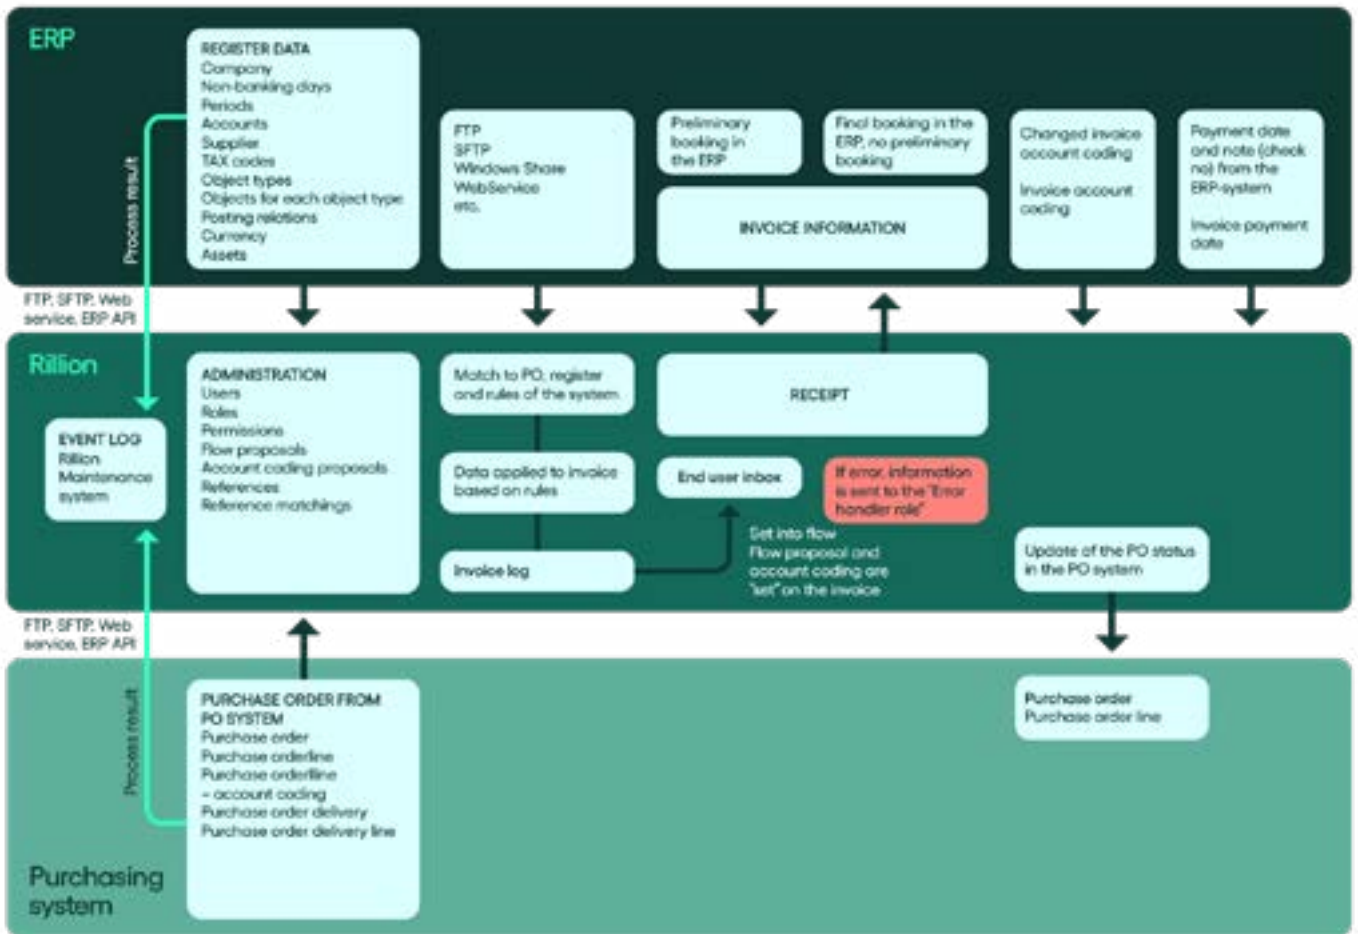 ERP
REGISTER DATA
Company
Non-banking days
Periods
Accounts
Supplier
TAX codes
Object types
Objects for each object type
Posting relations
Currency
Assets
Process result
FTP
SFTP
Windows Share
WebService
etc.
Preliminary
booking in
the ERP
Final booking in the
ERP, no preliminary
booking
INVOICE INFORMATION
Changed invoice
account coding
Invoice account
coding
Payment date
and note (check
no) from the
ERP-system
Invoice payment
date
FTP, SFTP, Web
service, ERP API
Rillion
EVENT LOG
Rillion
Maintenance
system
ADMINISTRATION
Users
Roles
Permissions
Flow proposals
Account coding proposals
References
Reference matchings
Match to PO, register
and rules of the system
Data applied to invoice
based on rules
Invoice log
RECEIPT
End user inbox
If error, information
is sent to the "Error
handler role"
Set into flow
Flow proposal and
account coding are
"set" on the invoice
Update of the PO status
in the PO system
FTP, SFTP, Web
service, ERP API
Process result
PURCHASE ORDER FROM
PO SYSTEM
Purchase order
Purchase orderline
Purchase orderlline
– account coding
Purchase order delivery
Purchase order delivery line
Purchase order
Purchase order line
Purchasing
system